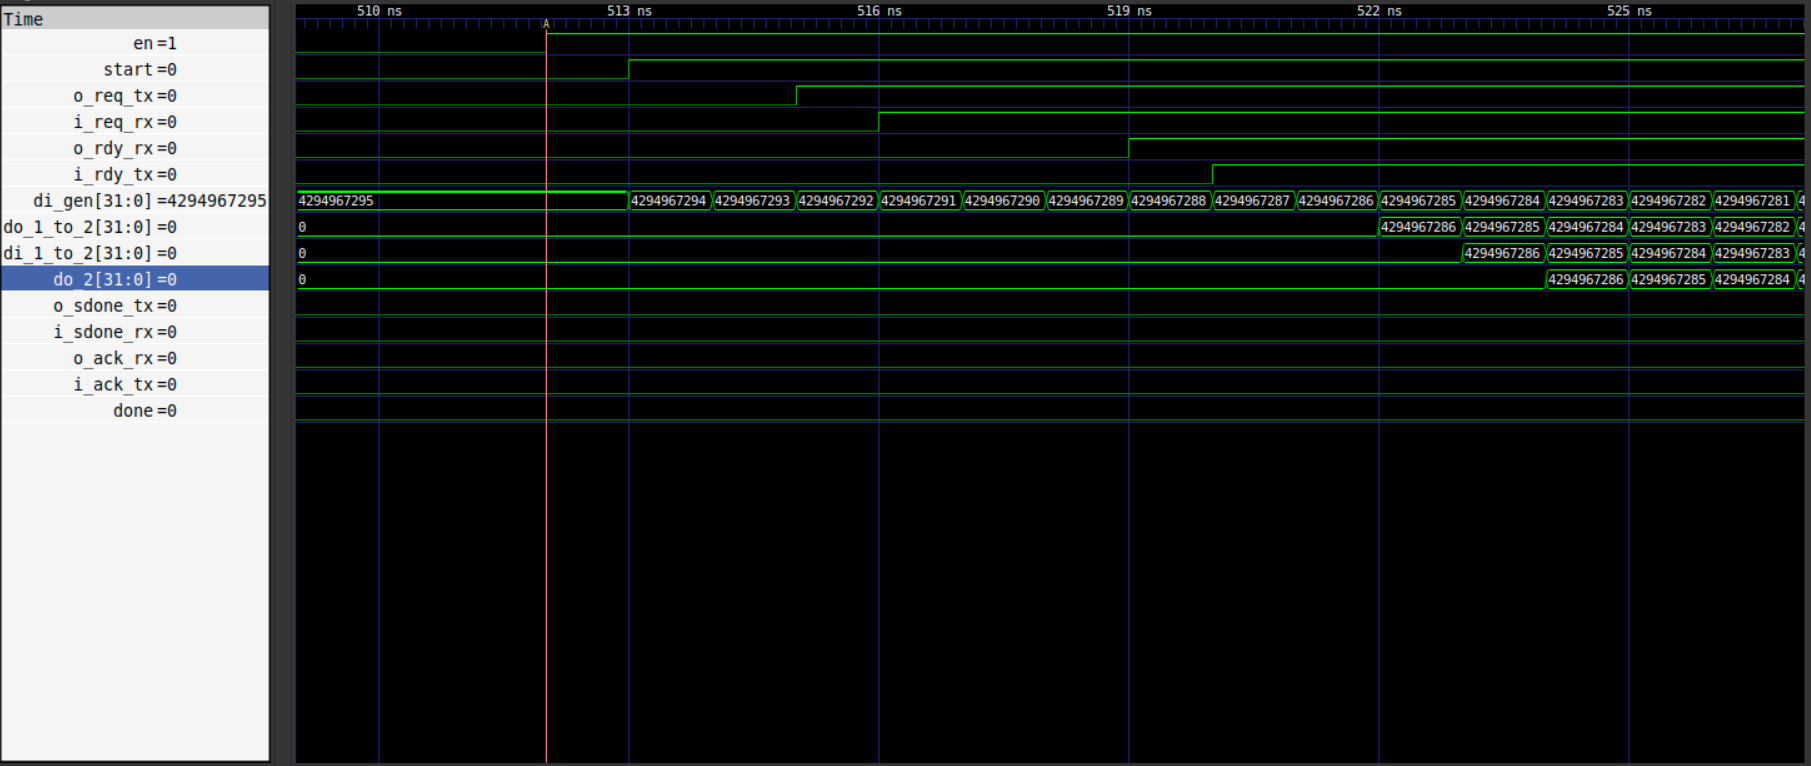 510 ns 513 ns 516 ns 519 ns 522 ns 525 ns
Time
A
en =1
start =0
o_req_tx =0
i_req_rx =0
o_rdy_rx =0
i_rdy_tx =0
di_gen[31:0] =4294967295 4294967295 4294967294 4294967293 4294967292 4294967291 4294967290 4294967289 4294967288 4294967287 4294967286 4294967285 4294967284 4294967283 4294967282 4294967281 4
do_1_to_2[31:0] =0 0 4294967286 4294967285 4294967284 4294967283 4294967282 4
di_1_to_2[31:0] =0 0 4294967286 4294967285 4294967284 4294967283 4
do_2[31:0] =0 0 4294967286 4294967285 4294967284 4
o_sdone_tx =0
i_sdone_rx =0
o_ack_rx =0
i_ack_tx =0
done =0